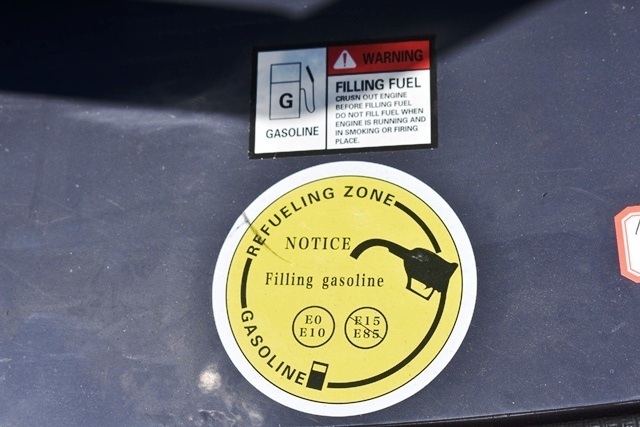 WARNING
G
GASOLINE
FILLING FUEL
CRUSN OUT ENGINE
BEFORE FILLING FUEL
DO NOT FILL FUEL WHEN
ENGINE IS RUNNING AND
IN SMOKING OR FIRING
PLACE.
REFUELING ZONE
NOTICE
Filling gasoline
E0
E10
E15
E85
GASOLINE